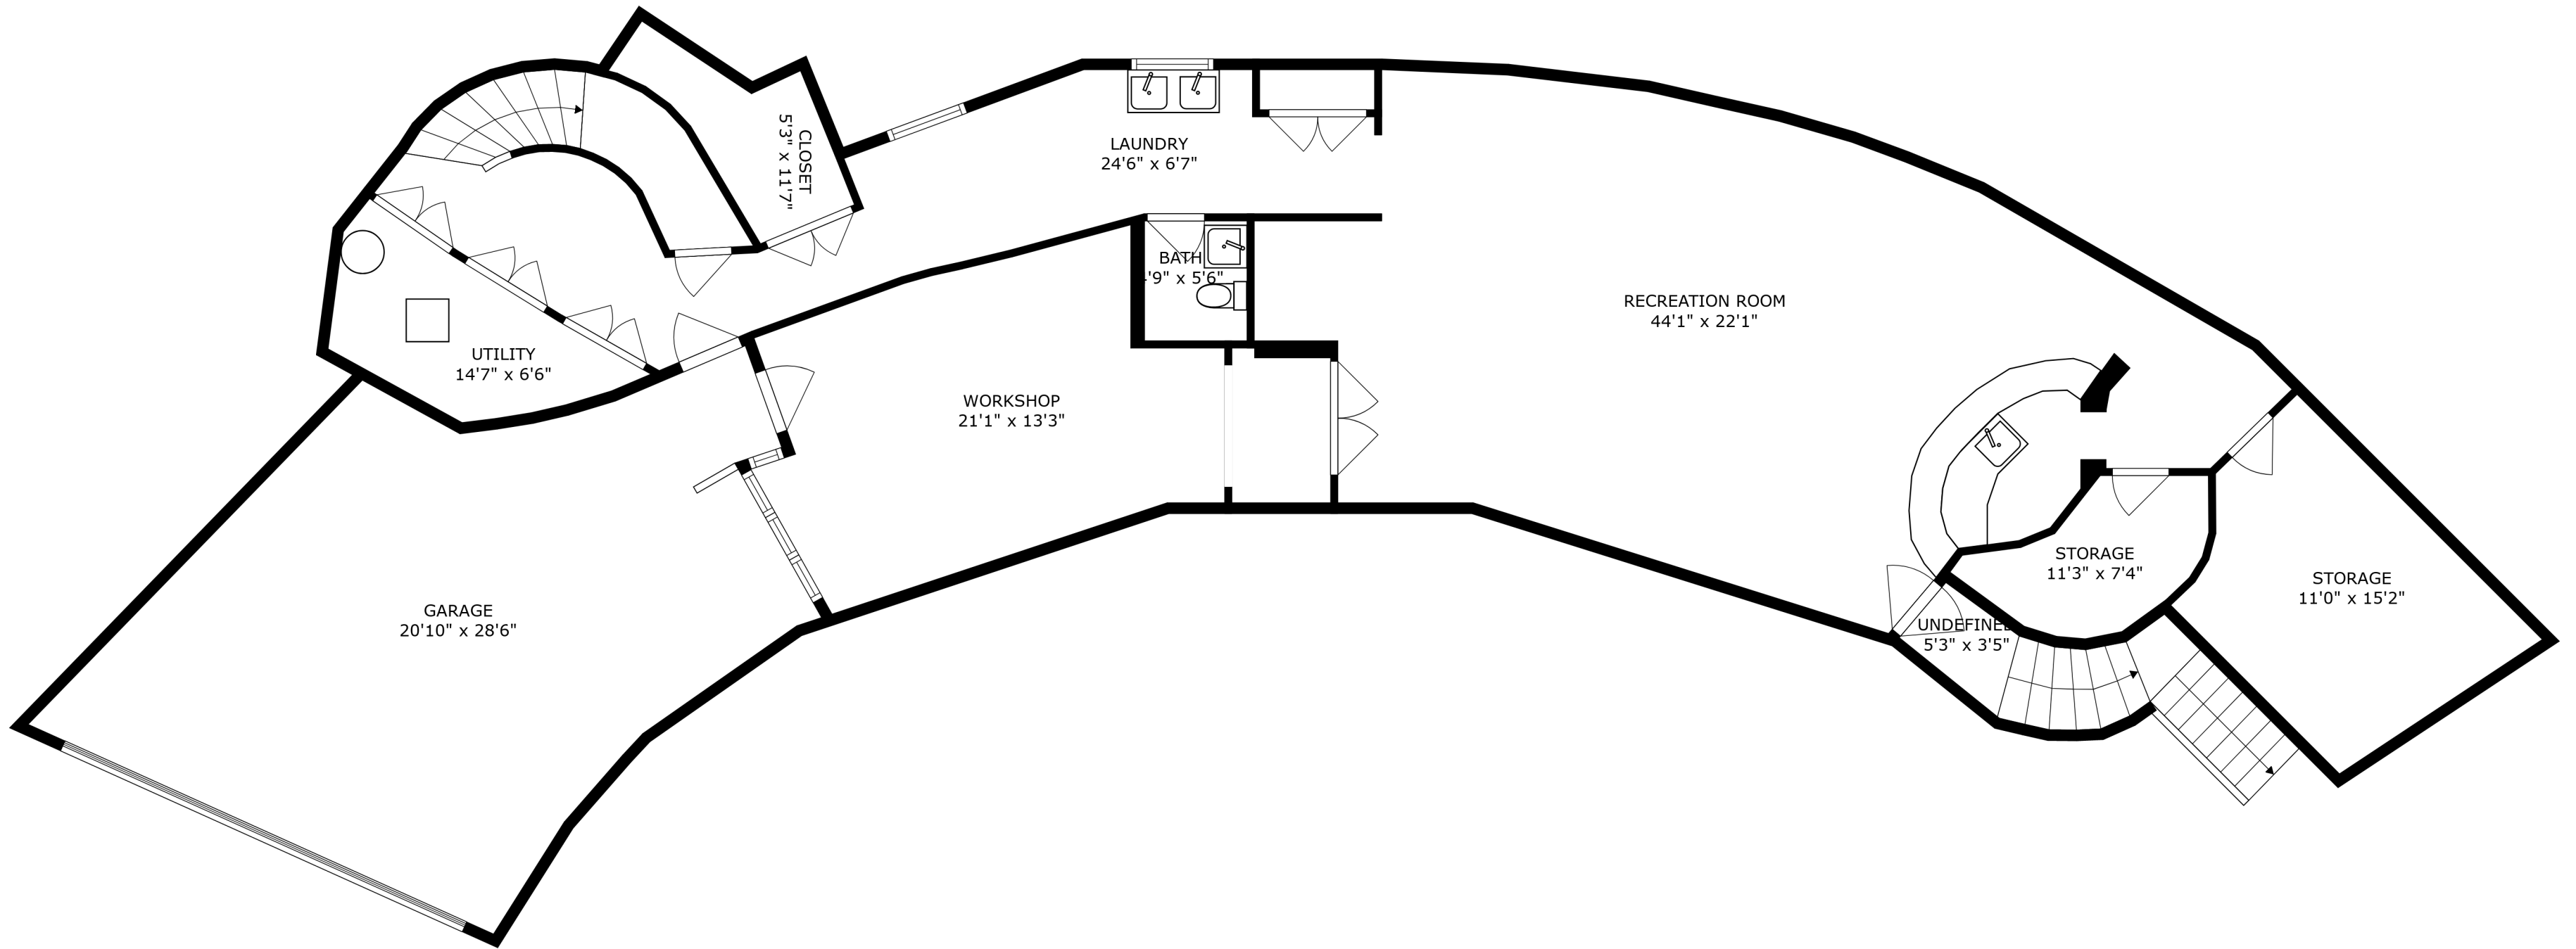 CLOSET
5'3" x 11'7"
LAUNDRY
24'6" x 6'7"
BATH
'9" x 5'6"
RECREATION ROOM
44'1" x 22'1"
UTILITY
14'7" x 6'6"
WORKSHOP
21'1" x 13'3"
STORAGE
11'3" x 7'4"
STORAGE
11'0" x 15'2"
GARAGE
20'10" x 28'6"
UNDEFINED
5'3" x 3'5"